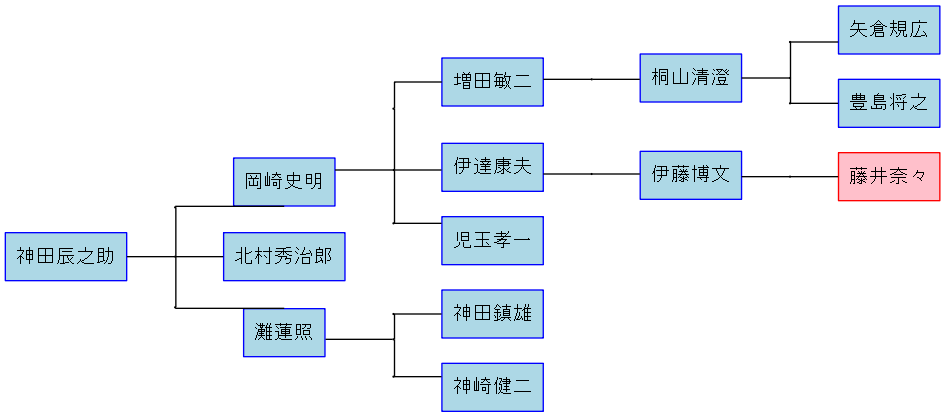 矢倉規広
増田敏二
桐山清澄
豊島将之
岡崎史明
伊達康夫
伊藤博文
藤井奈々
神田辰之助
北村秀治郎
児玉孝一
灘蓮照
神田鎮雄
神崎健二